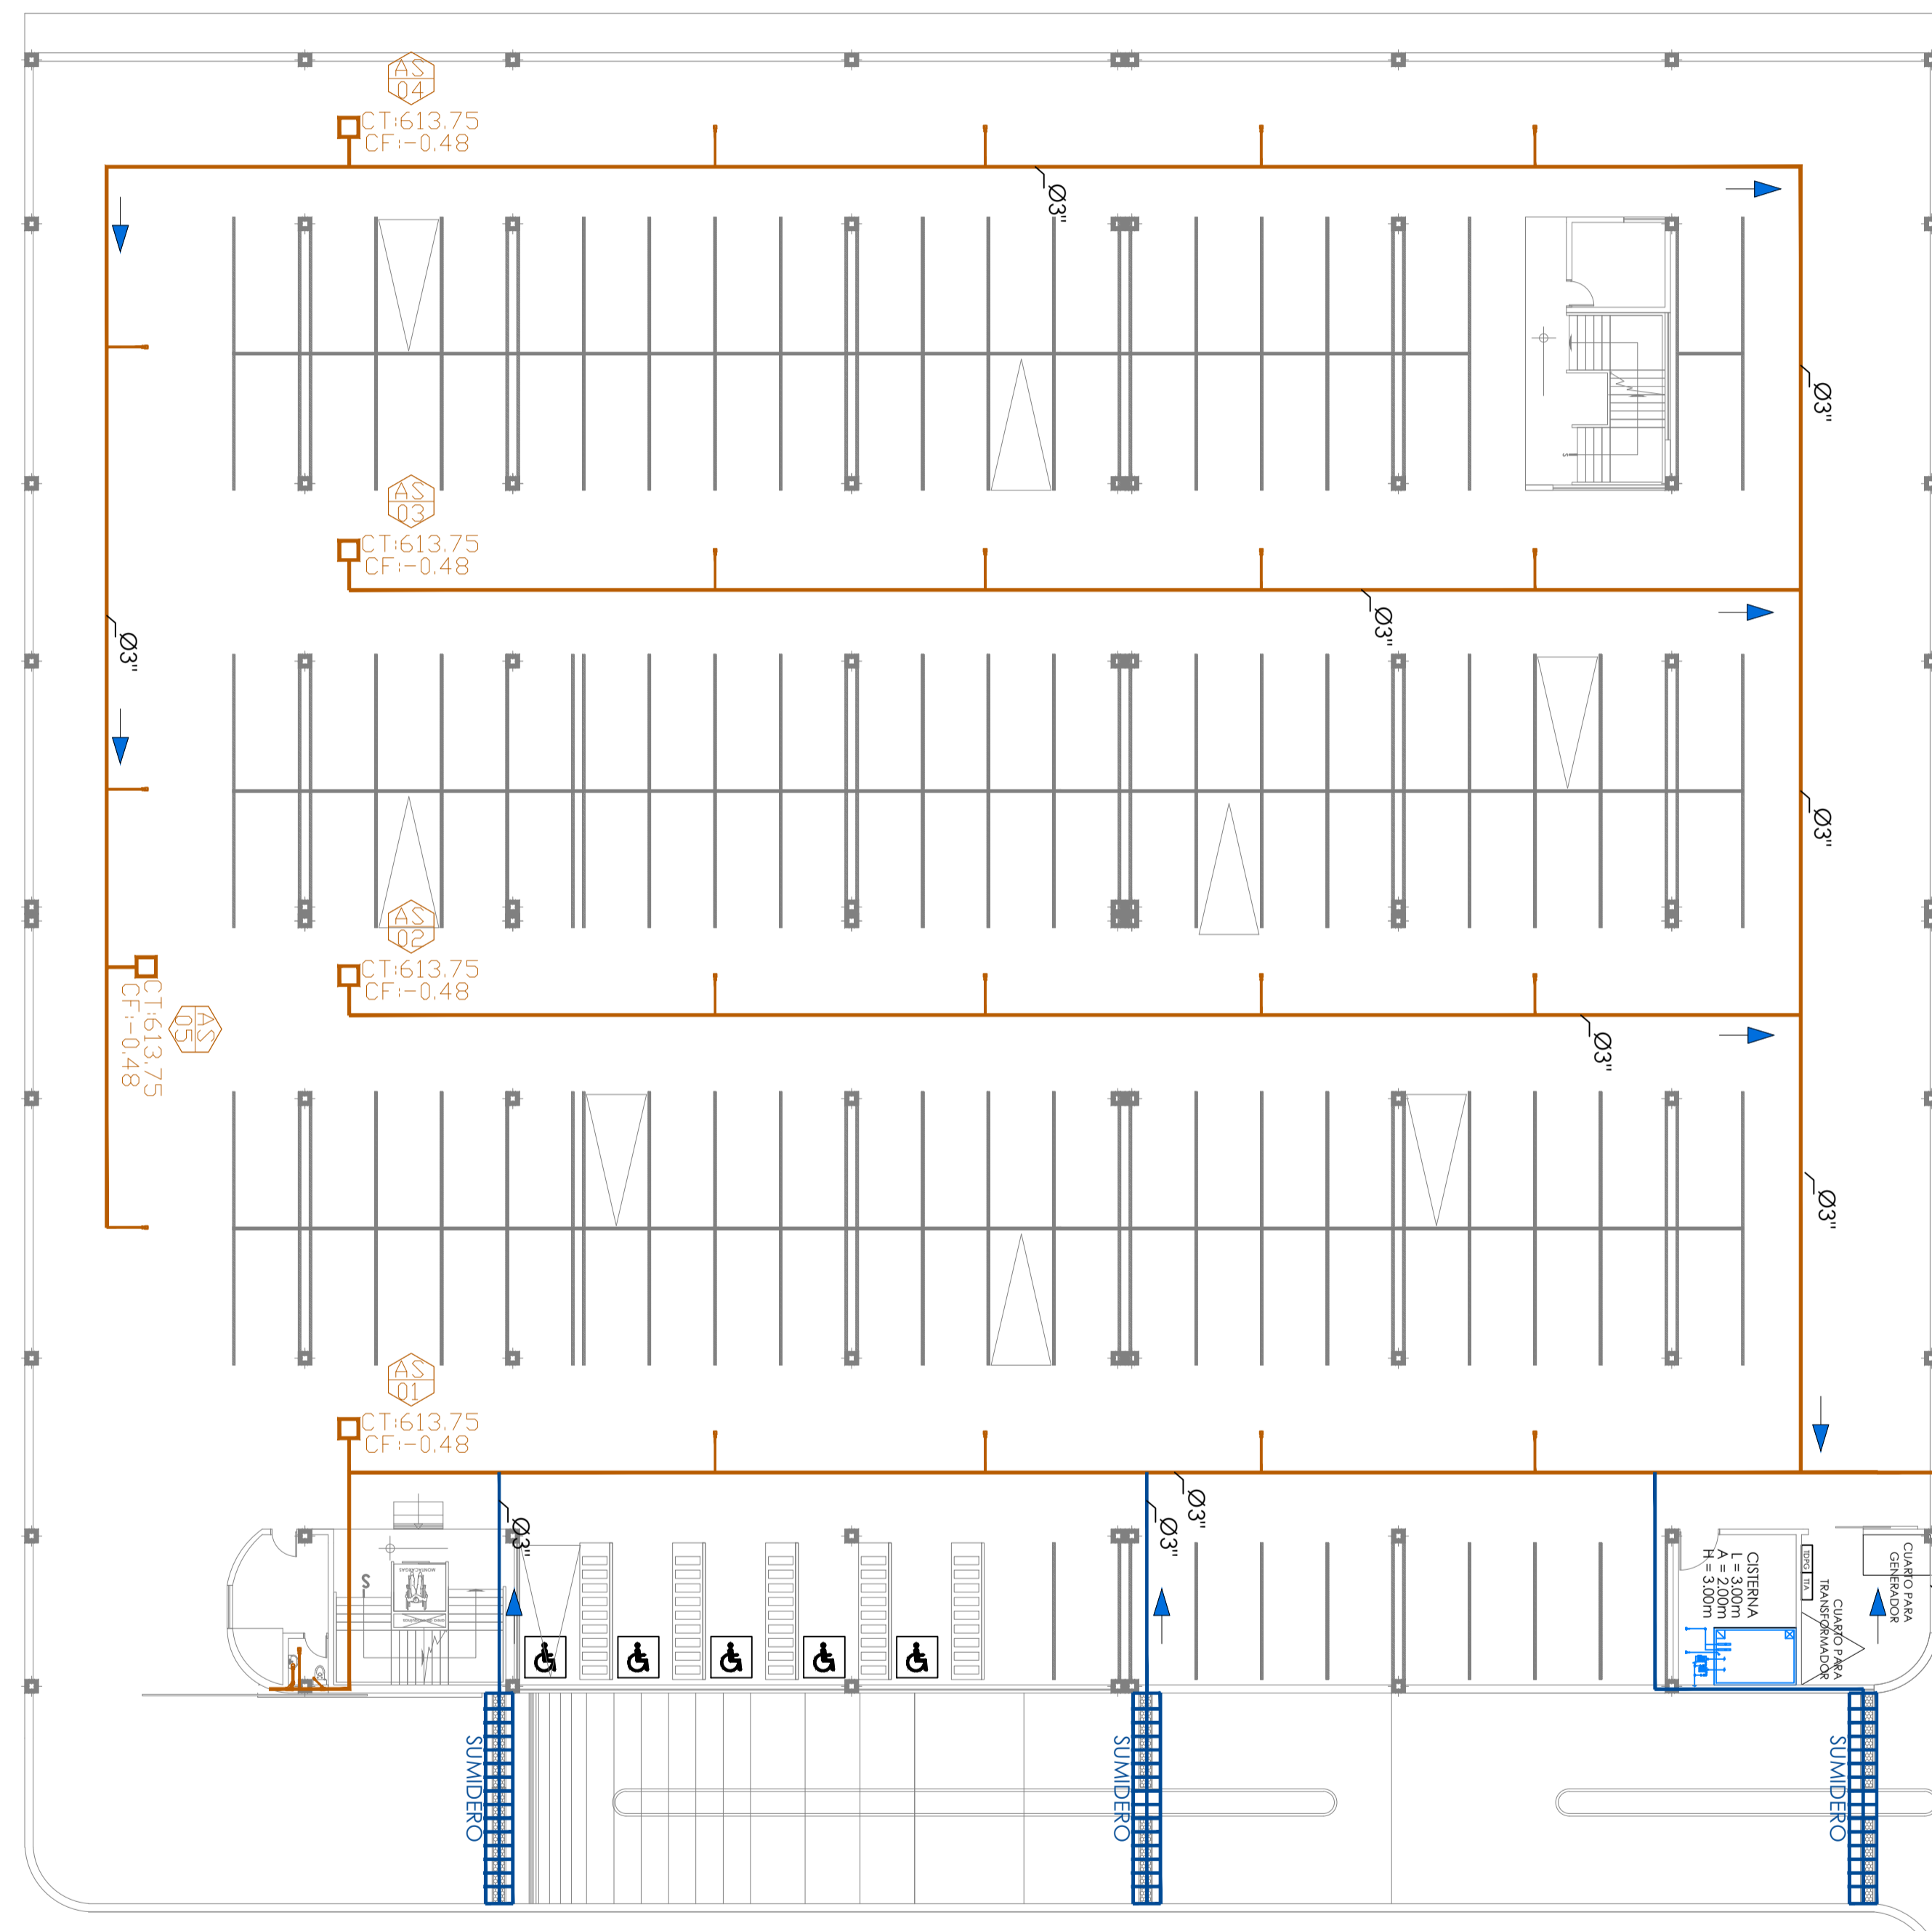 AS
04
CT:613.75
CF:-0.48
Ø3"
Ø3"
S
AS
03
CT:613.75
CF:-0.48
Ø3"
Ø3"
Ø3"
AS
02
CT:613.75
CF:-0.48
AS
05
CT:613.75
CF:-0.48
Ø3"
Ø3"
AS
01
CT:613.75
CF:-0.48
Ø3"
Ø3"
Ø3"
S
MONTACARGAS
CISTERNA
L = 3.00m
A = 2.00m
H = 3.00m
TDPG
TTA
CUARTO PARA
TRANSFORMADOR
CUARTO PARA
GENERADOR
SUMIDERO
SUMIDERO
SUMIDERO